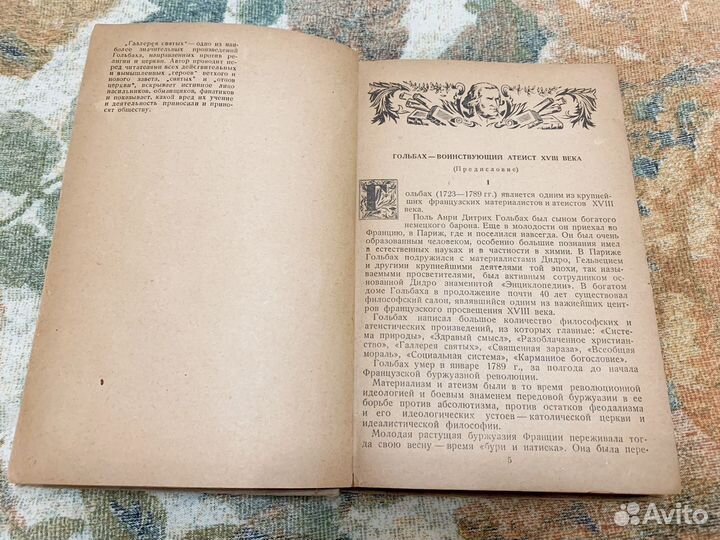 „Галлерея святых" — одно из наи-
более значительных произведений
Гольбаха, направленных против ре-
лигии и церкви. Автор проводит пе-
ред читателями всех действительных
и вымышленных „героев" ветхого и
нового завета, „святых" и „отцов
церкви", вскрывает истинное лицо
насильников, обманщиков, фанатиков
и показывает, какой вред их учение
и деятельность приносили и прино-
сят обществу.
ГОЛЬБАХ — ВОИНСТВУЮЩИЙ АТЕИСТ XVIII ВЕКА
(Предисловие)
I
Гольбах (1723—1789 гг.) является одним из крупней-
ших французских материалистов и атеистов XVIII
века.
Поль Анри Дитрих Гольбах был сыном богатого
немецкого барона. Еще в молодости он приехал во
Францию, в Париж, где и поселился навсегда. Он был очень
образованным человеком, особенно большие познания имел
в естественных науках и в частности в химии. В Париже
Гольбах подружился с материалистами Дидро, Гельвецием
и другими крупнейшими деятелями той эпохи, так назы-
ваемыми просветителями, был активным сотрудником ос-
нованной Дидро знаменитой «Энциклопедии». В богатом
доме Гольбаха в продолжение почти 40 лет существовал
философский салон, являвшийся одним из важнейших цент-
ров французского просвещения XVIII века.
Гольбах написал большое количество философских и
атеистических произведений, из которых главные: «Систе-
ма природы», «Здравый смысл», «Разоблаченное христиан-
ство», «Галлерея святых», «Священная зараза», «Всеобщая
мораль», «Социальная система», «Карманное богословие».
Гольбах умер в январе 1789 г., за полгода до начала
Французской буржуазной революции.
Материализм и атеизм были в то время революционной
идеологией и боевым знаменем передовой буржуазии в ее
борьбе против абсолютизма, против остатков феодализма
и его идеологических устоев — католической церкви и
идеалистической философии.
Молодая растущая буржуазия Франции переживала тог-
да свою весну — время «бури и натиска». Она была пере-
5
Avito